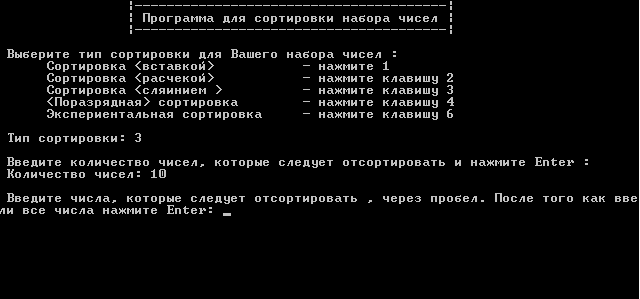 Программа для сортировки набора чисел
Выберите тип сортировки для Вашего набора чисел :
Сортировка <вставкой> – нажмите 1
Сортировка <расчекой> – нажмите клавишу 2
Сортировка <сляинием > – нажмите клавишу 3
<Поразрядная> сортировка – нажмите клавишу 4
Экспериентальная сортировка – нажмите клавишу 6
Тип сортировки: 3
Введите количество чисел, которые следует отсортировать и нажмите Enter :
Количество чисел: 10
Введите числа, которые следует отсортировать , через пробел. После того как вве
ли все числа нажмите Enter: _